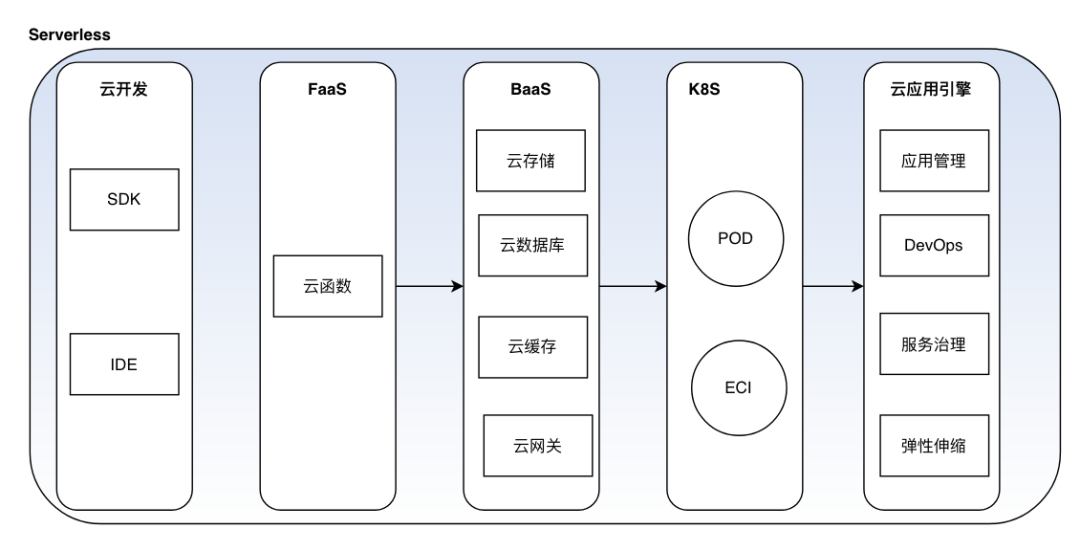 Serverless
云开发
SDK
IDE
FaaS
云函数
BaaS
云存储
云数据库
云缓存
云网关
K8S
POD
ECI
云应用引擎
应用管理
DevOps
服务治理
弹性伸缩